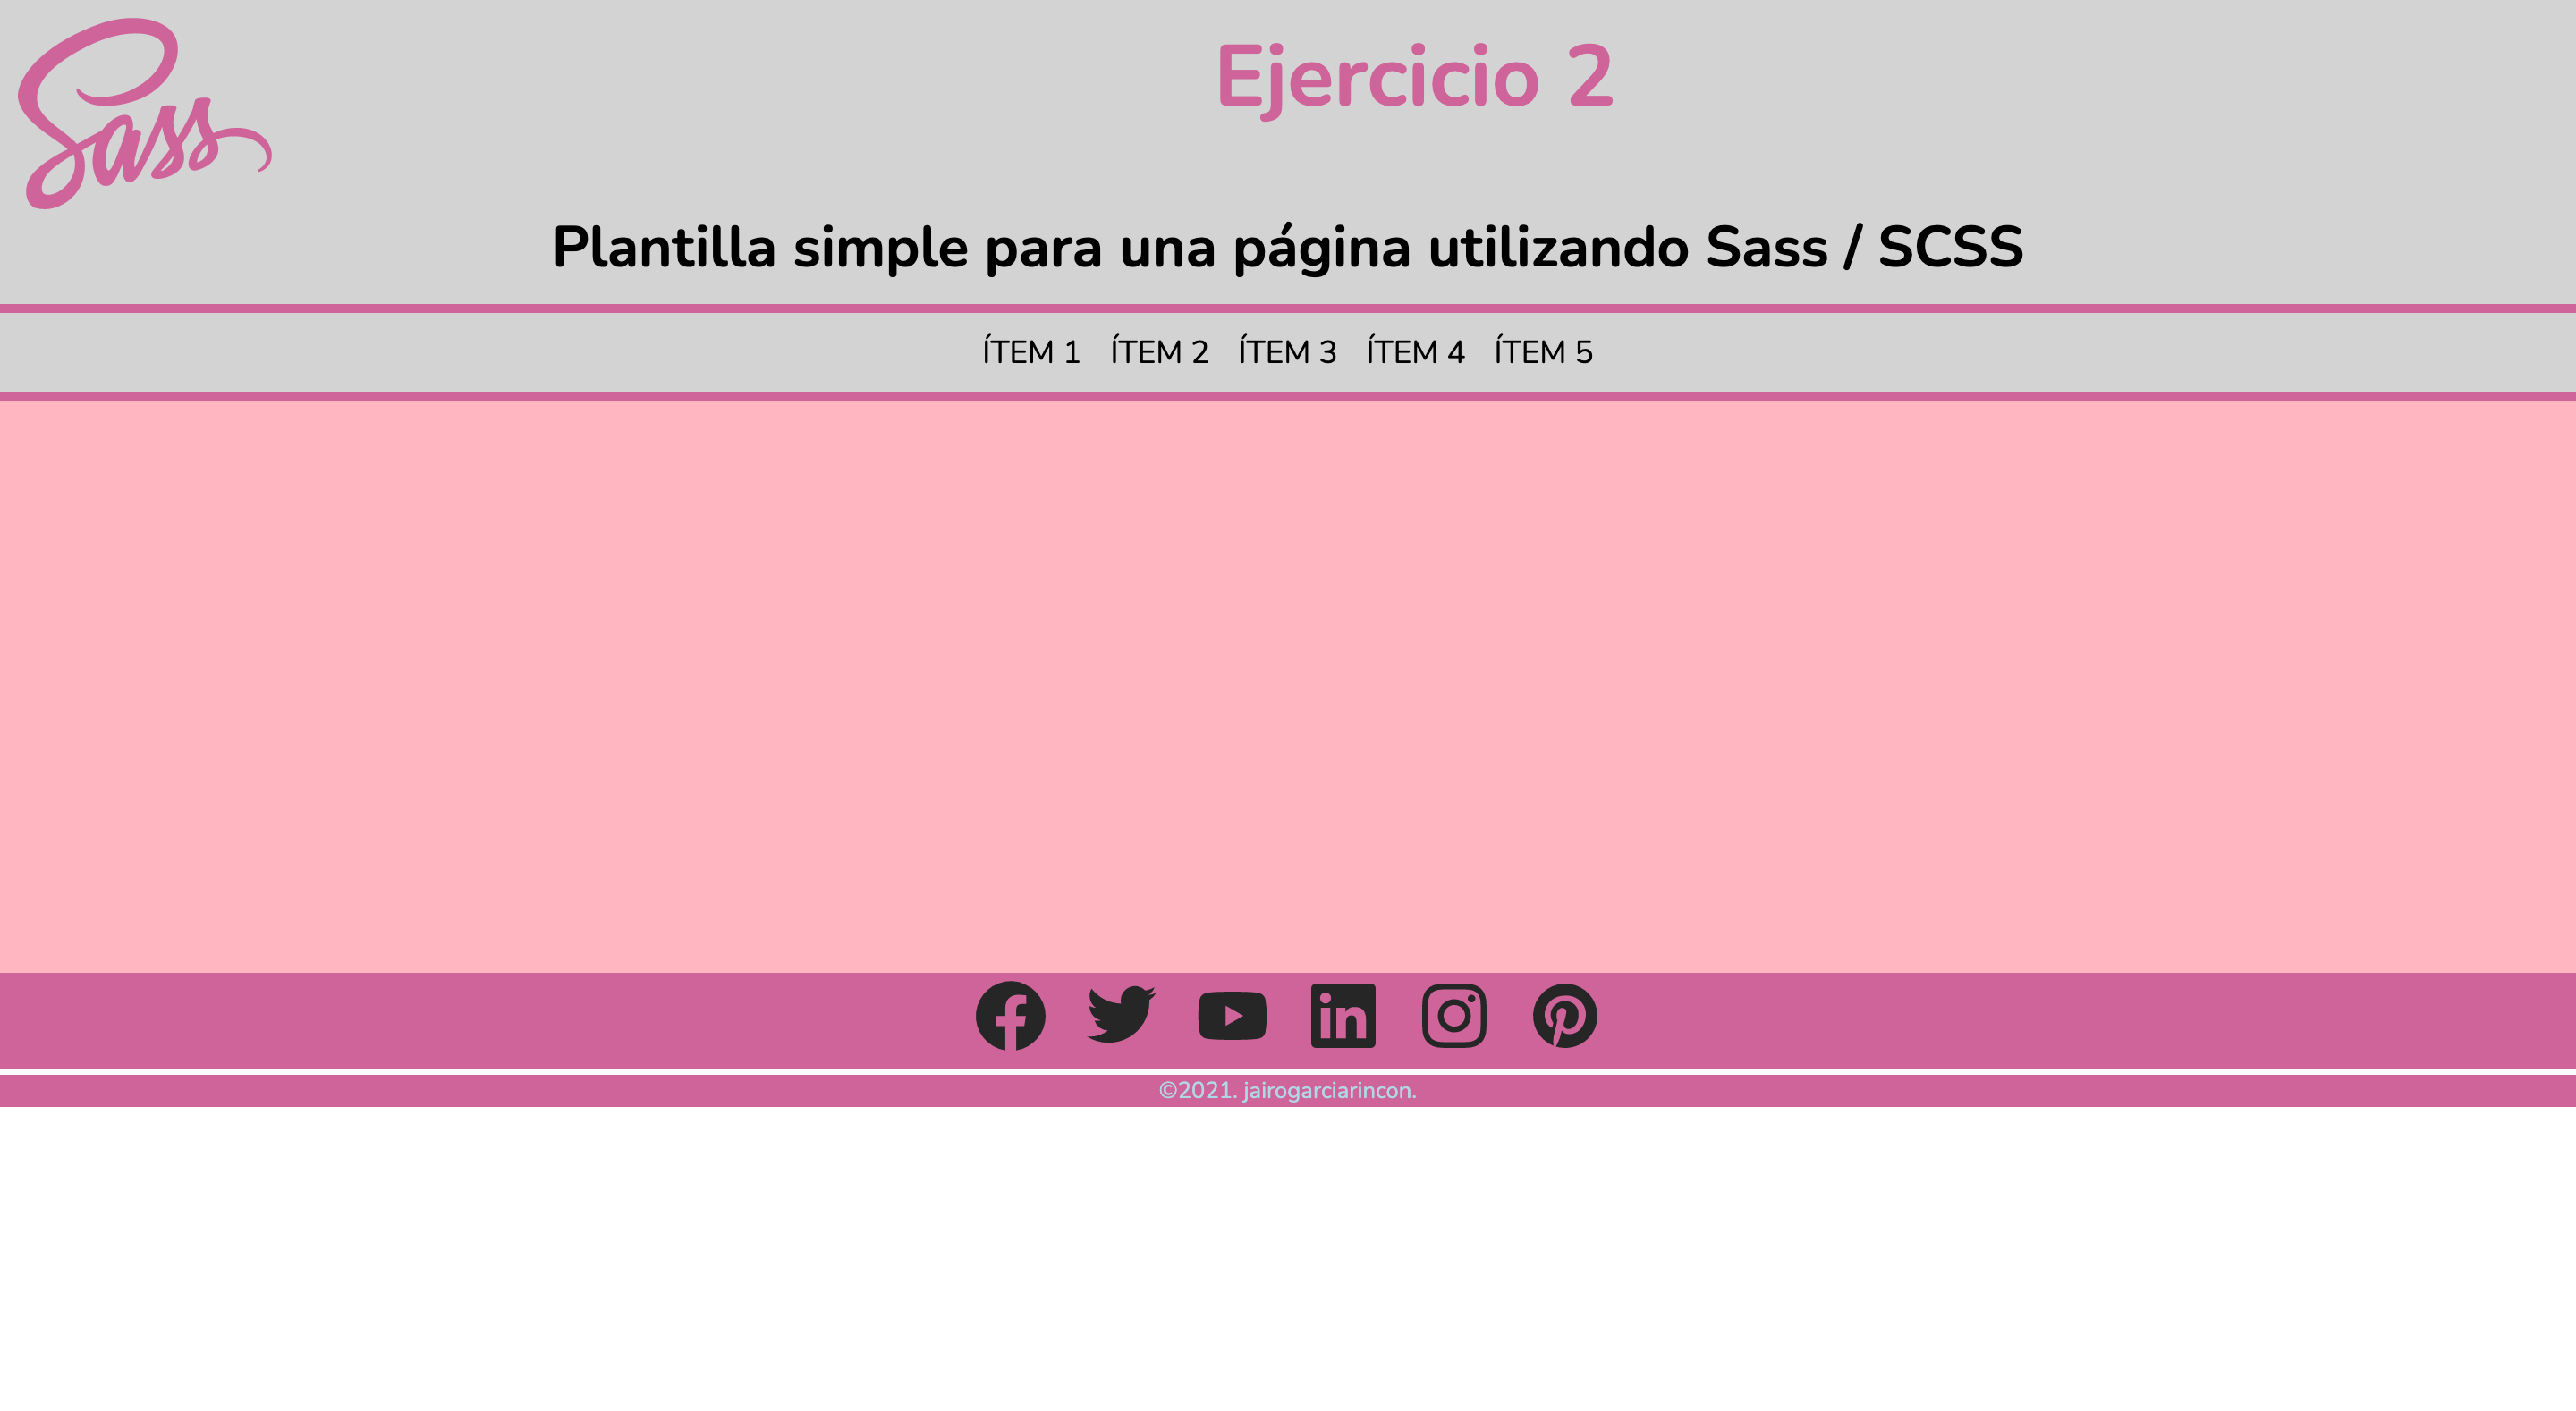 Sass
Ejercicio 2
Plantilla simple para una página utilizando Sass / SCSS
ÍTEM 1 ÍTEM 2 ÍTEM 3 ÍTEM 4 ÍTEM 5
©2021. jairogarciarincon.